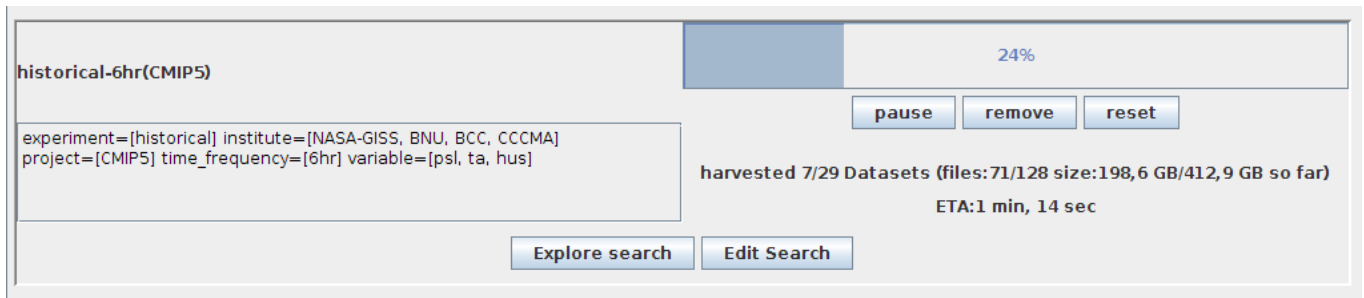 historical-6hr(CMIP5)
24%
pause remove reset
experiment=[historical] institute=[NASA-GISS, BNU, BCC, CCCMA]
project=[CMIP5] time_frequency=[6hr] variable=[psl, ta, hus]
harvested 7/29 Datasets (files:71/128 size:198,6 GB/412,9 GB so far)
ETA:1 min, 14 sec
Explore search Edit Search